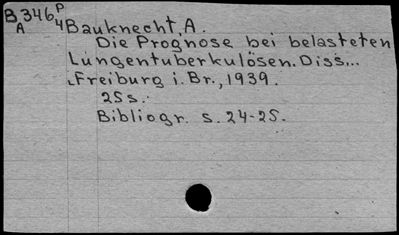 B 346 P
A 4 Bauknecht, A.
Die Prognose bei belasteten
Lungentuberkulösen. Diss...
Freiburg i. Br., 1939.
25 s.
Bibliogr. s. 24-25.